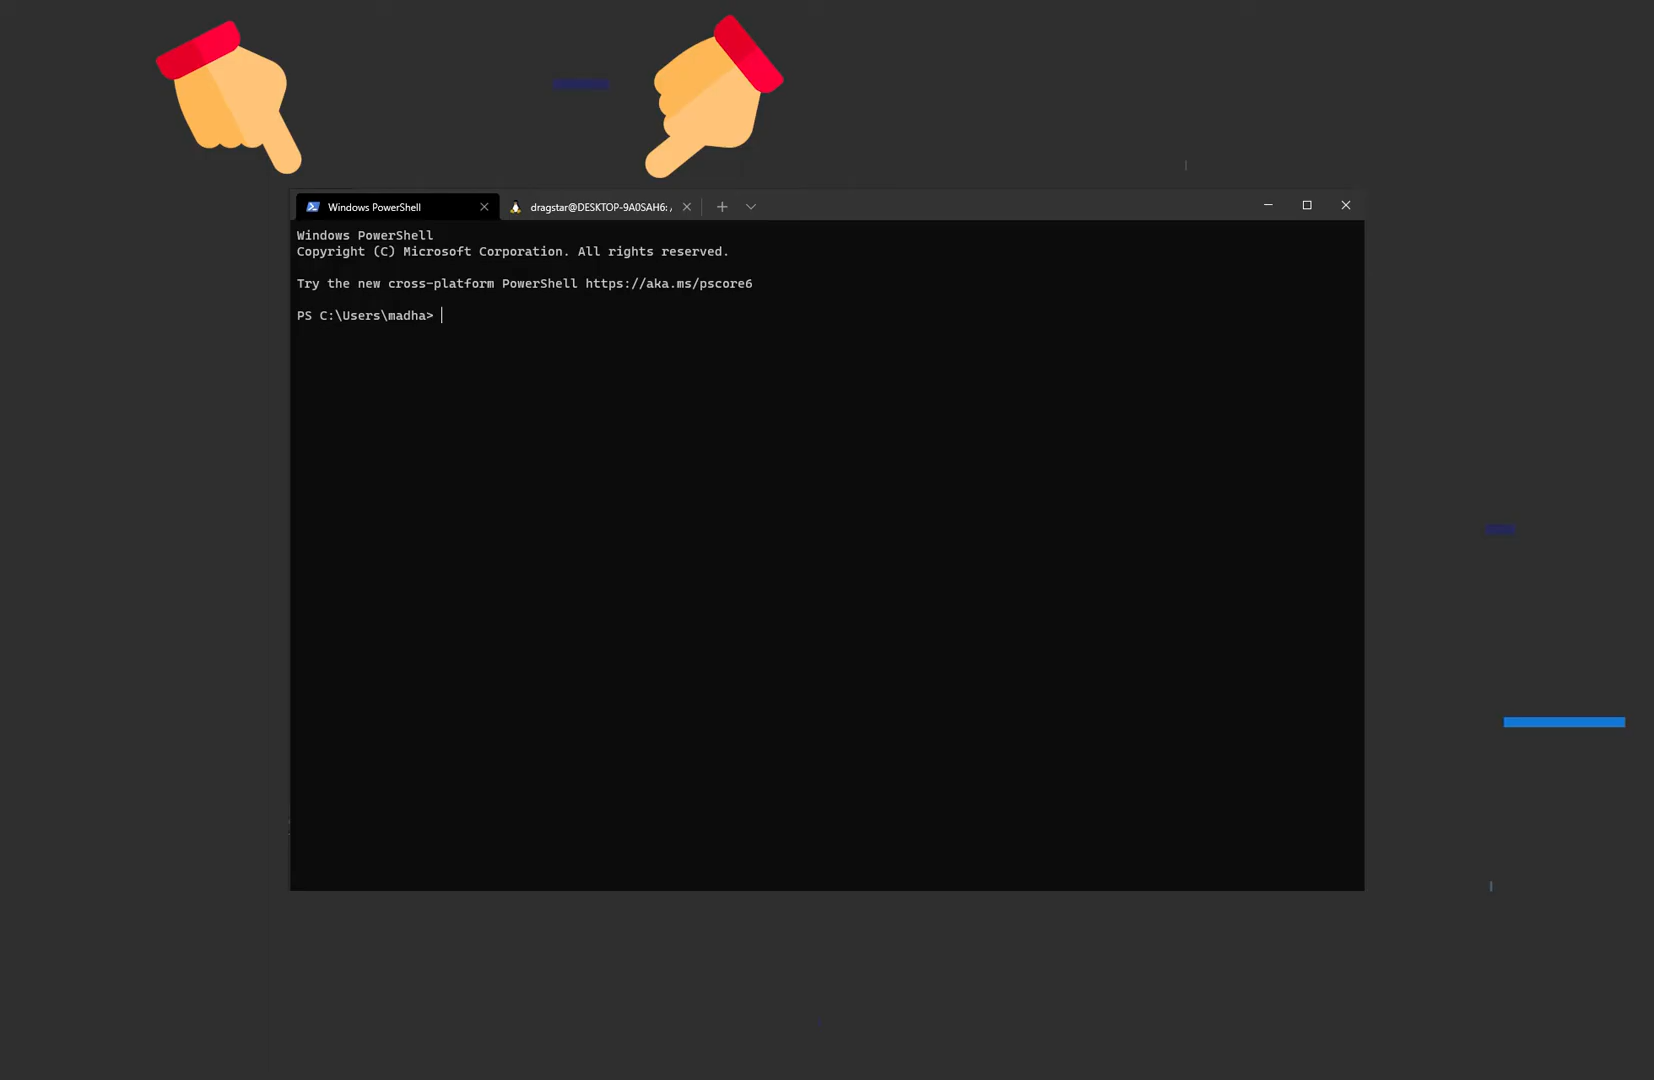 Windows PowerShell
dragstar@DESKTOP-9A0SAH6:
Windows PowerShell
Copyright (C) Microsoft Corporation. All rights reserved.
Try the new cross-platform PowerShell https://aka.ms/pscore6
PS C:\Users\madha>